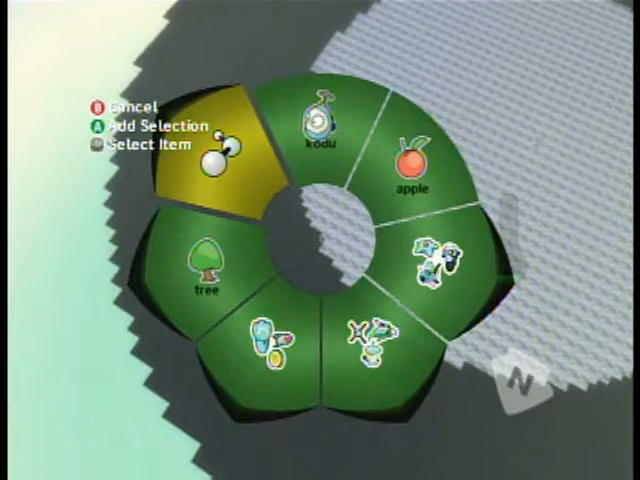 B Cancel
A Add Selection
Select Item
kodu
apple
tree
N